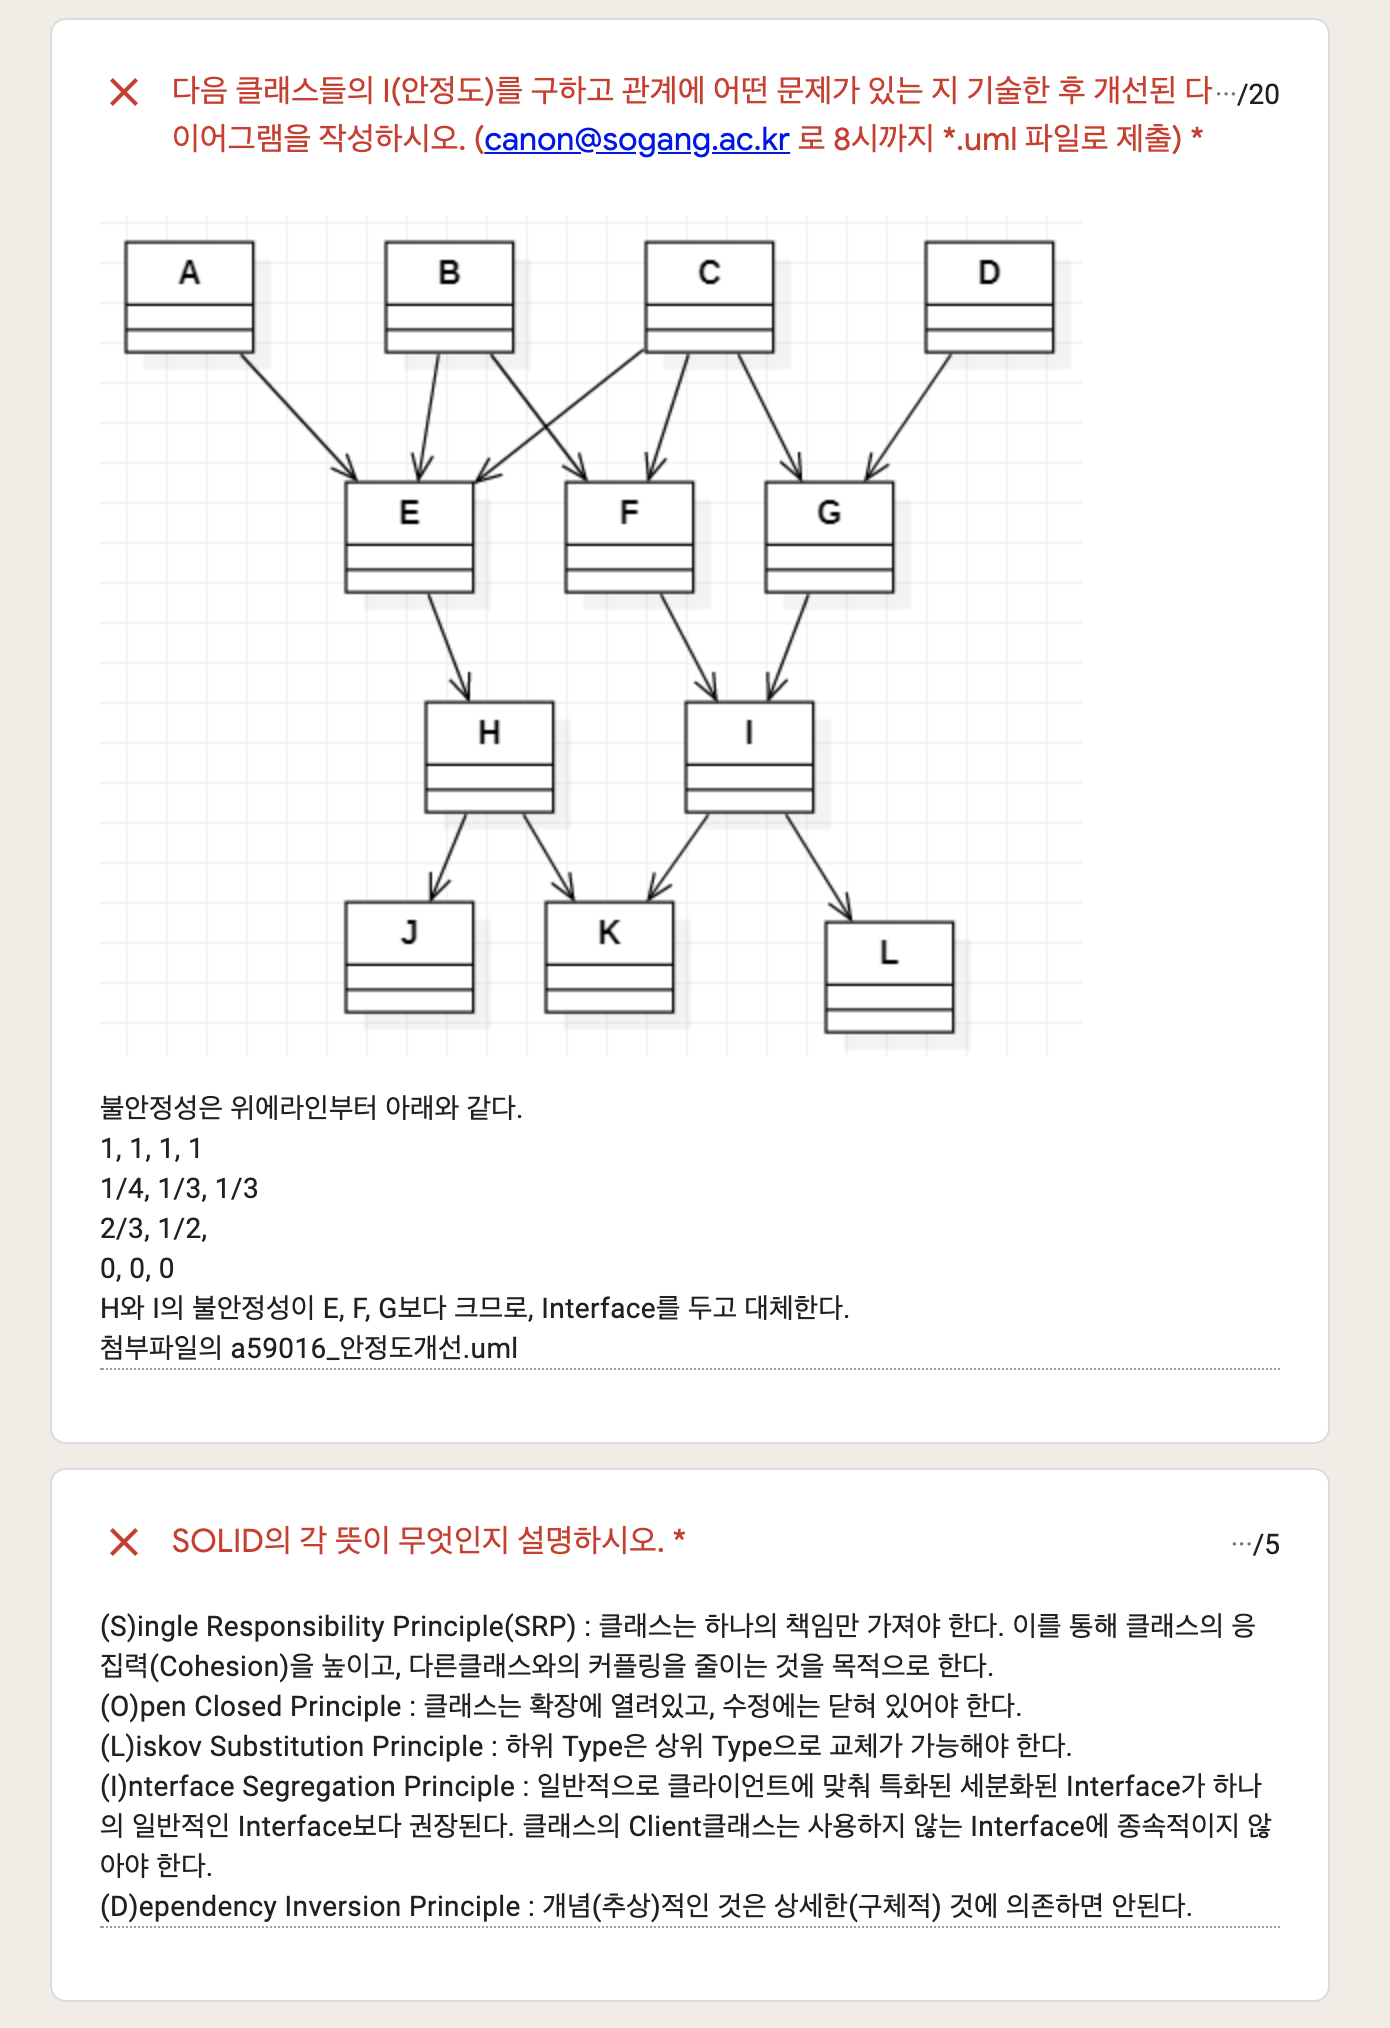 다음 클래스들의 I(안정도)를 구하고 관계에 어떤 문제가 있는 지 기술한 후 개선된 다 …/20
이어그램을 작성하시오. (canon@sogang.ac.kr 로 8시까지 *.uml 파일로 제출) *
A B C D
E F G
H I
J K L
불안정성은 위에라인부터 아래와 같다.
1, 1, 1, 1
1/4, 1/3, 1/3
2/3, 1/2,
0, 0, 0
H와 I의 불안정성이 E, F, G보다 크므로, Interface를 두고 대체한다.
첨부파일의 a59016_안정도개선.uml
SOLID의 각 뜻이 무엇인지 설명하시오. * …/5
(S)ingle Responsibility Principle(SRP) : 클래스는 하나의 책임만 가져야 한다. 이를 통해 클래스의 응
집력(Cohesion)을 높이고, 다른클래스와의 커플링을 줄이는 것을 목적으로 한다.
(O)pen Closed Principle : 클래스는 확장에 열려있고, 수정에는 닫혀 있어야 한다.
(L)iskov Substitution Principle : 하위 Type은 상위 Type으로 교체가 가능해야 한다.
(I)nterface Segregation Principle : 일반적으로 클라이언트에 맞춰 특화된 세분화된 Interface가 하나
의 일반적인 Interface보다 권장된다. 클래스의 Client클래스는 사용하지 않는 Interface에 종속적이지 않
아야 한다.
(D)ependency Inversion Principle : 개념(추상)적인 것은 상세한(구체적) 것에 의존하면 안된다.